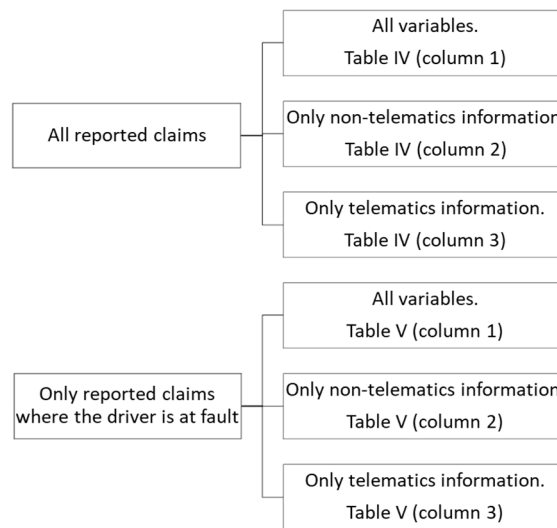 All variables.
Table IV (column 1)
All reported claims
Only non-telematics information
Table IV (column 2)
Only telematics information.
Table IV (column 3)
All variables.
Table V (column 1)
Only reported claims
where the driver is at fault
Only non-telematics information
Table V (column 2)
Only telematics information.
Table V (column 3)